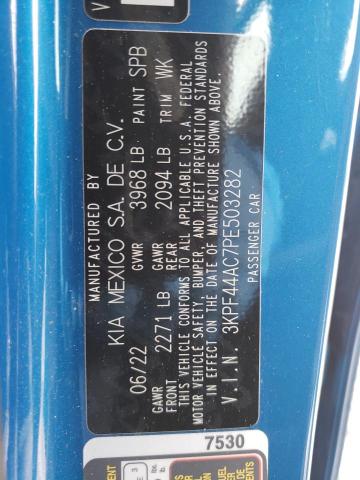 MANUFACTURED BY
KIA MEXICO S.A. DE C.V.
06/22 GVWR 3968 LB PAINT SPB
GAWR FRONT 2271 LB GAWR REAR 2094 LB TRIM WK
THIS VEHICLE CONFORMS TO ALL APPLICABLE U.S.A. FEDERAL
MOTOR VEHICLE SAFETY, BUMPER, AND THEFT PREVENTION STANDARDS
IN EFFECT ON THE DATE OF MANUFACTURE SHOWN ABOVE.
V.I.N. 3KPF44AC7PE503282
PASSENGER CAR
7530